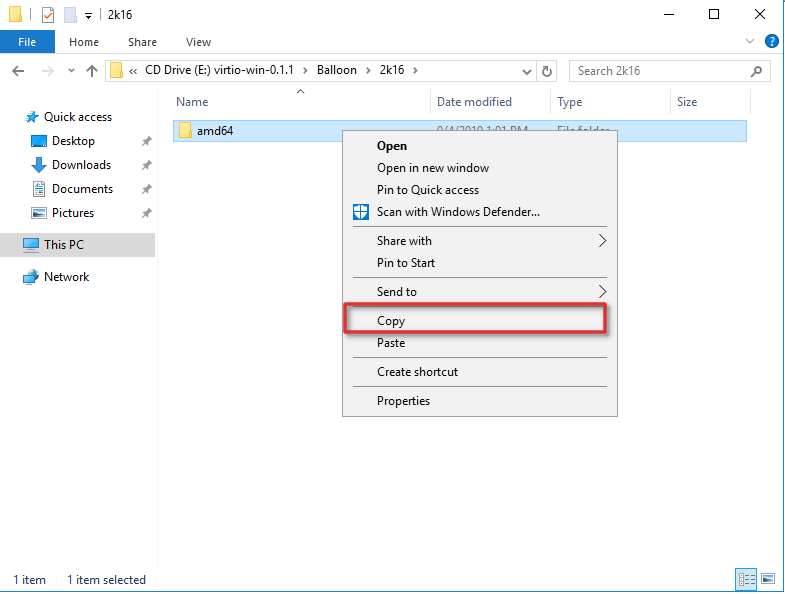 2k16
File Home Share View
« CD Drive (E:) virtio-win-0.1.1 > Balloon > 2k16 >
Search 2k16
Name Date modified Type Size
Quick access
Desktop
Downloads
Documents
Pictures
This PC
Network
amd64
Open
Open in new window
Pin to Quick access
Scan with Windows Defender...
Share with
Pin to Start
Send to
Copy
Paste
Create shortcut
Properties
1 item 1 item selected